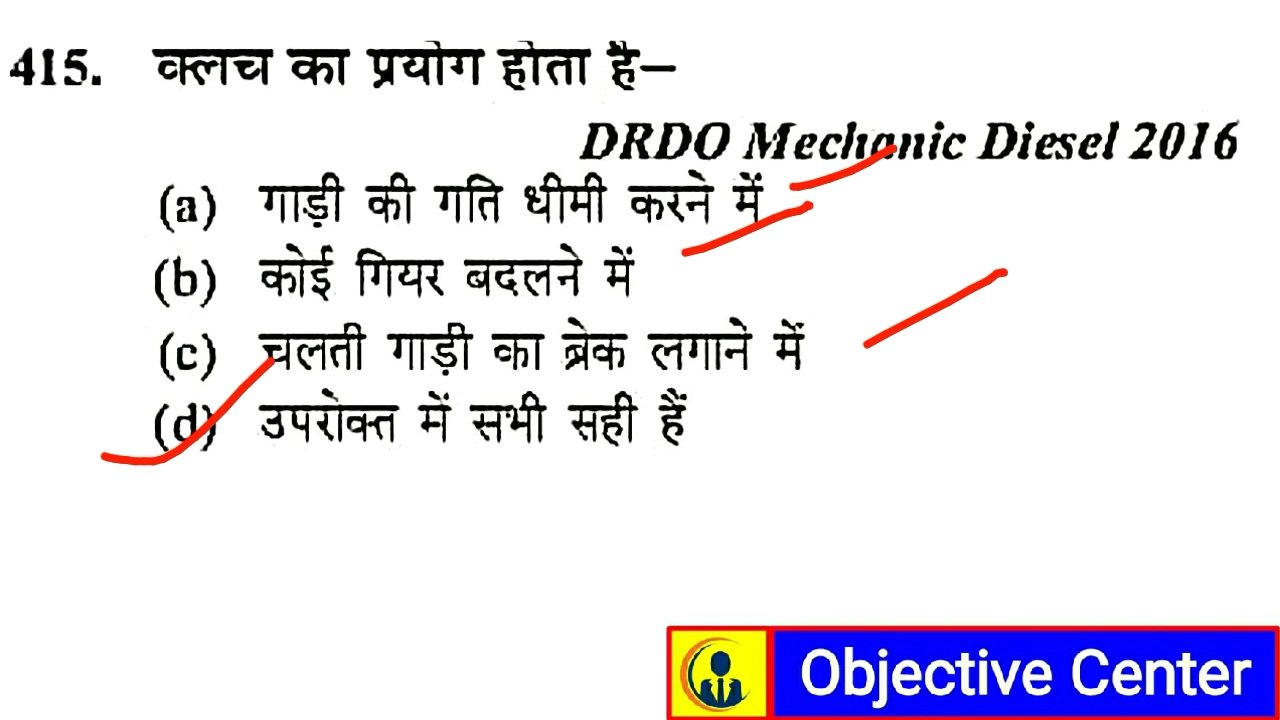 415. क्लच का प्रयोग होता है–
DRDO Mechanic Diesel 2016
(a) गाड़ी की गति धीमी करने में
(b) कोई गियर बदलने में
(c) चलती गाड़ी का ब्रेक लगाने में
(d) उपरोक्त में सभी सही हैं
Objective Center